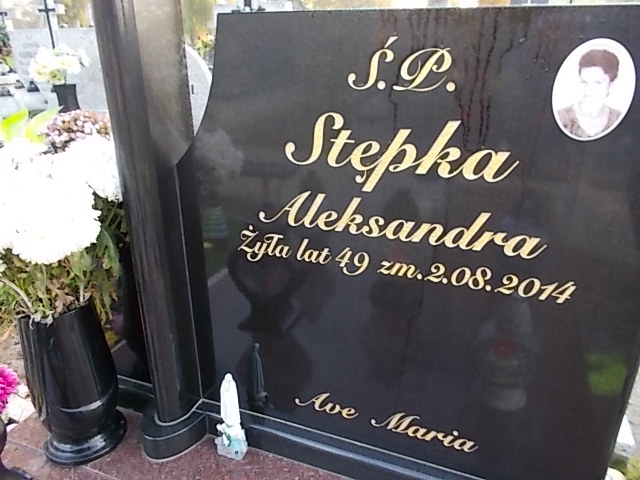 Ś.P.
Stępka
Aleksandra
Żyła lat 49 zm. 2.08.2014
Ave Maria